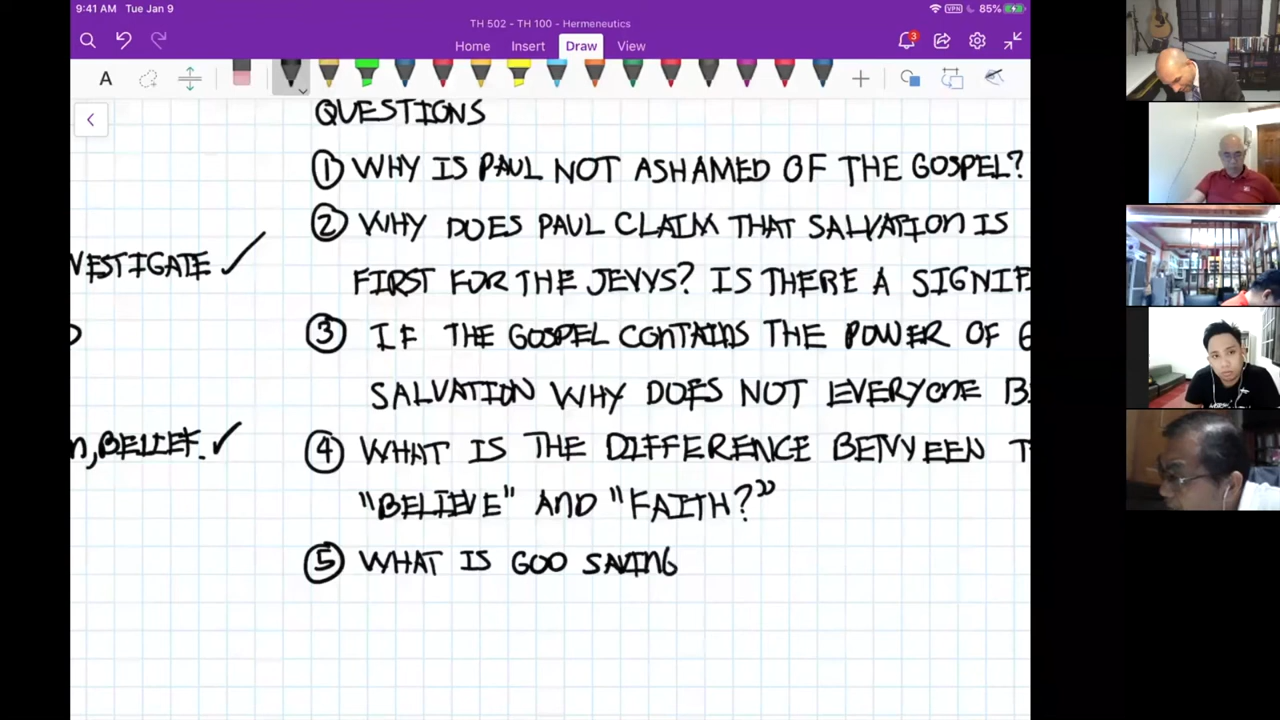 9:41 AM Tue Jan 9
VPN 85%
TH 502 - TH 100 - Hermeneutics
Home Insert Draw View
3
A
QUESTIONS
① WHY IS PAUL NOT ASHAMED OF THE GOSPEL?
② WHY DOES PAUL CLAIM THAT SALVATION IS
VESTIGATE ✓
FIRST FOR THE JEWS? IS THERE A SIGNIFI
③ IF THE GOSPEL CONTAINS THE POWER OF
SALVATION WHY DOES NOT EVERYONE B
n, BELIEF. ✓
④ WHAT IS THE DIFFERENCE BETWEEN T
"BELIEVE" AND "FAITH?"
⑤ WHAT IS GOD SAVING